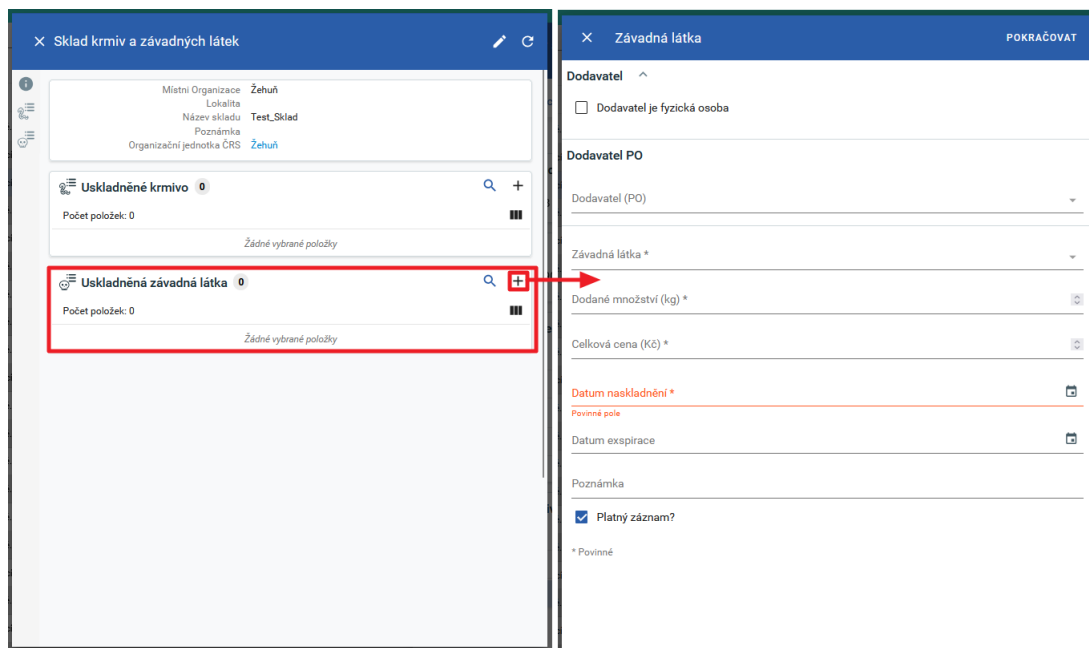 Sklad krmiv a závadných látek
Místní Organizace Žehuň
Lokalita
Název skladu Test_Sklad
Poznámka
Organizační jednotka ČRS Žehuň
Uskladněné krmivo 0
Počet položek: 0
Žádné vybrané položky
Uskladněná závadná látka 0
Počet položek: 0
Žádné vybrané položky
Závadná látka
POKRAČOVAT
Dodavatel
Dodavatel je fyzická osoba
Dodavatel PO
Dodavatel (PO)
Závadná látka *
Dodané množství (kg) *
Celková cena (Kč) *
Datum naskladnění *
Povinné pole
Datum exspirace
Poznámka
Platný záznam?
* Povinné